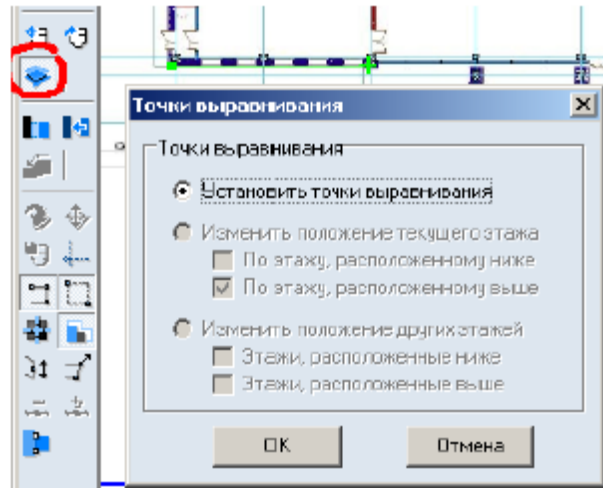 Точки выравнивания
Точки выравнивания
Установить точки выравнивания
Изменить положение текущего этажа
По этажу, расположенному ниже
По этажу, расположенному выше
Изменить положение других этажей
Этажи, расположенные ниже
Этажи, расположенные выше
OK
Отмена